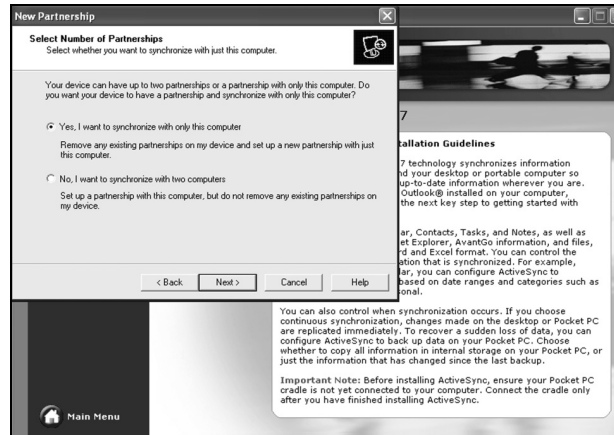 New Partnership
Select Number of Partnerships
Select whether you want to synchronize with just this computer.
Your device can have up to two partnerships or a partnership with only this computer. Do
you want your device to have a partnership and synchronize with only this computer?
Yes, I want to synchronize with only this computer
Remove any existing partnerships on my device and set up a new partnership with just
this computer.
No, I want to synchronize with two computers
Set up a partnership with this computer, but do not remove any existing partnerships on
my device.
< Back
Next >
Cancel
Help
7
allation Guidelines
7 technology synchronizes information
nd your desktop or portable computer so
up-to-date information wherever you are.
Outlook® installed on your computer,
the next key step to getting started with
ar, Contacts, Tasks, and Notes, as well as
et Explorer, AvantGo information, and files,
rd and Excel format. You can control the
ation that is synchronized. For example,
dar, you can configure ActiveSync to
based on date ranges and categories such as
sonal.
You can also control when synchronization occurs. If you choose
continuous synchronization, changes made on the desktop or Pocket PC
are replicated immediately. To recover a sudden loss of data, you can
configure ActiveSync to back up data on your Pocket PC. Choose
whether to copy all information in internal storage on your Pocket PC, or
just the information that has changed since the last backup.
Important Note: Before installing ActiveSync, ensure your Pocket PC
cradle is not yet connected to your computer. Connect the cradle only
after you have finished installing ActiveSync.
Main Menu